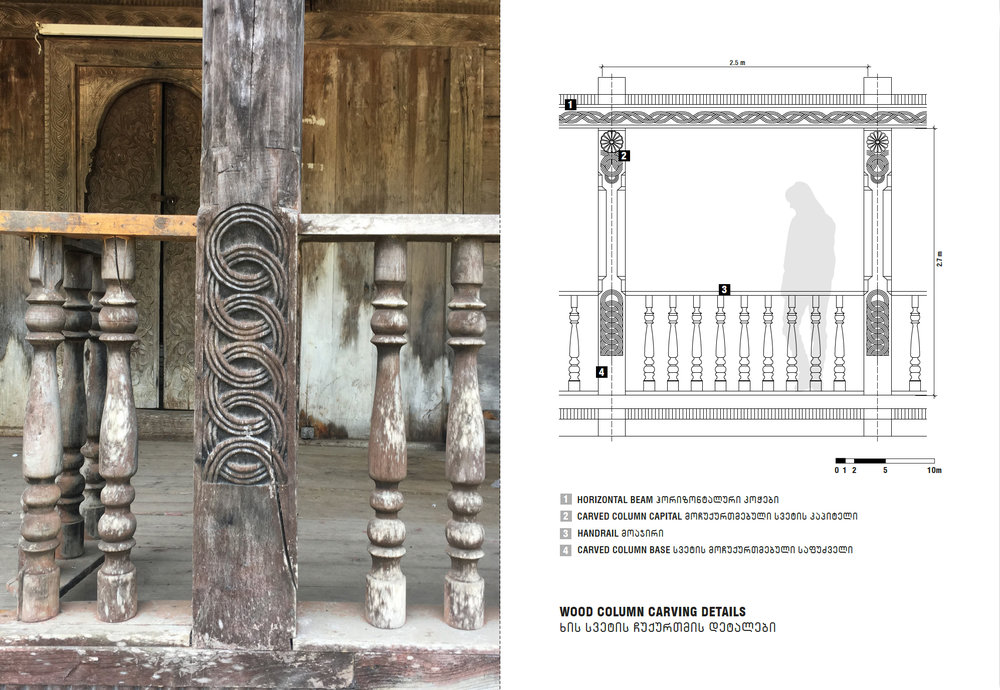 2.5 m
1
2
2.7 m
3
4
0 1 2 5 10m
1 HORIZONTAL BEAM ჰორიზონტალური კოჭები
2 CARVED COLUMN CAPITAL მოჩუქურთმებული სვეტის კაპიტელი
3 HANDRAIL მოაჯირი
4 CARVED COLUMN BASE სვეტის მოჩუქურთმებული საფუძველი
WOOD COLUMN CARVING DETAILS
ხის სვეტის ჩუქურთმის დეტალები